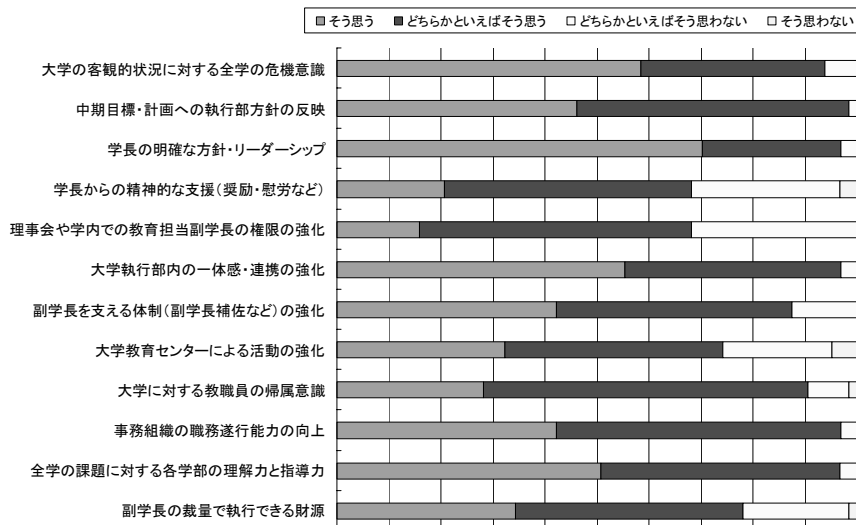 そう思う どちらかといえばそう思う どちらかといえばそう思わない そう思わない
大学の客観的状況に対する全学の危機意識
中期目標・計画への執行部方針の反映
学長の明確な方針・リーダーシップ
学長からの精神的な支援(奨励・慰労など)
理事会や学内での教育担当副学長の権限の強化
大学執行部内の一体感・連携の強化
副学長を支える体制(副学長補佐など)の強化
大学教育センターによる活動の強化
大学に対する教職員の帰属意識
事務組織の職務遂行能力の向上
全学の課題に対する各学部の理解力と指導力
副学長の裁量で執行できる財源